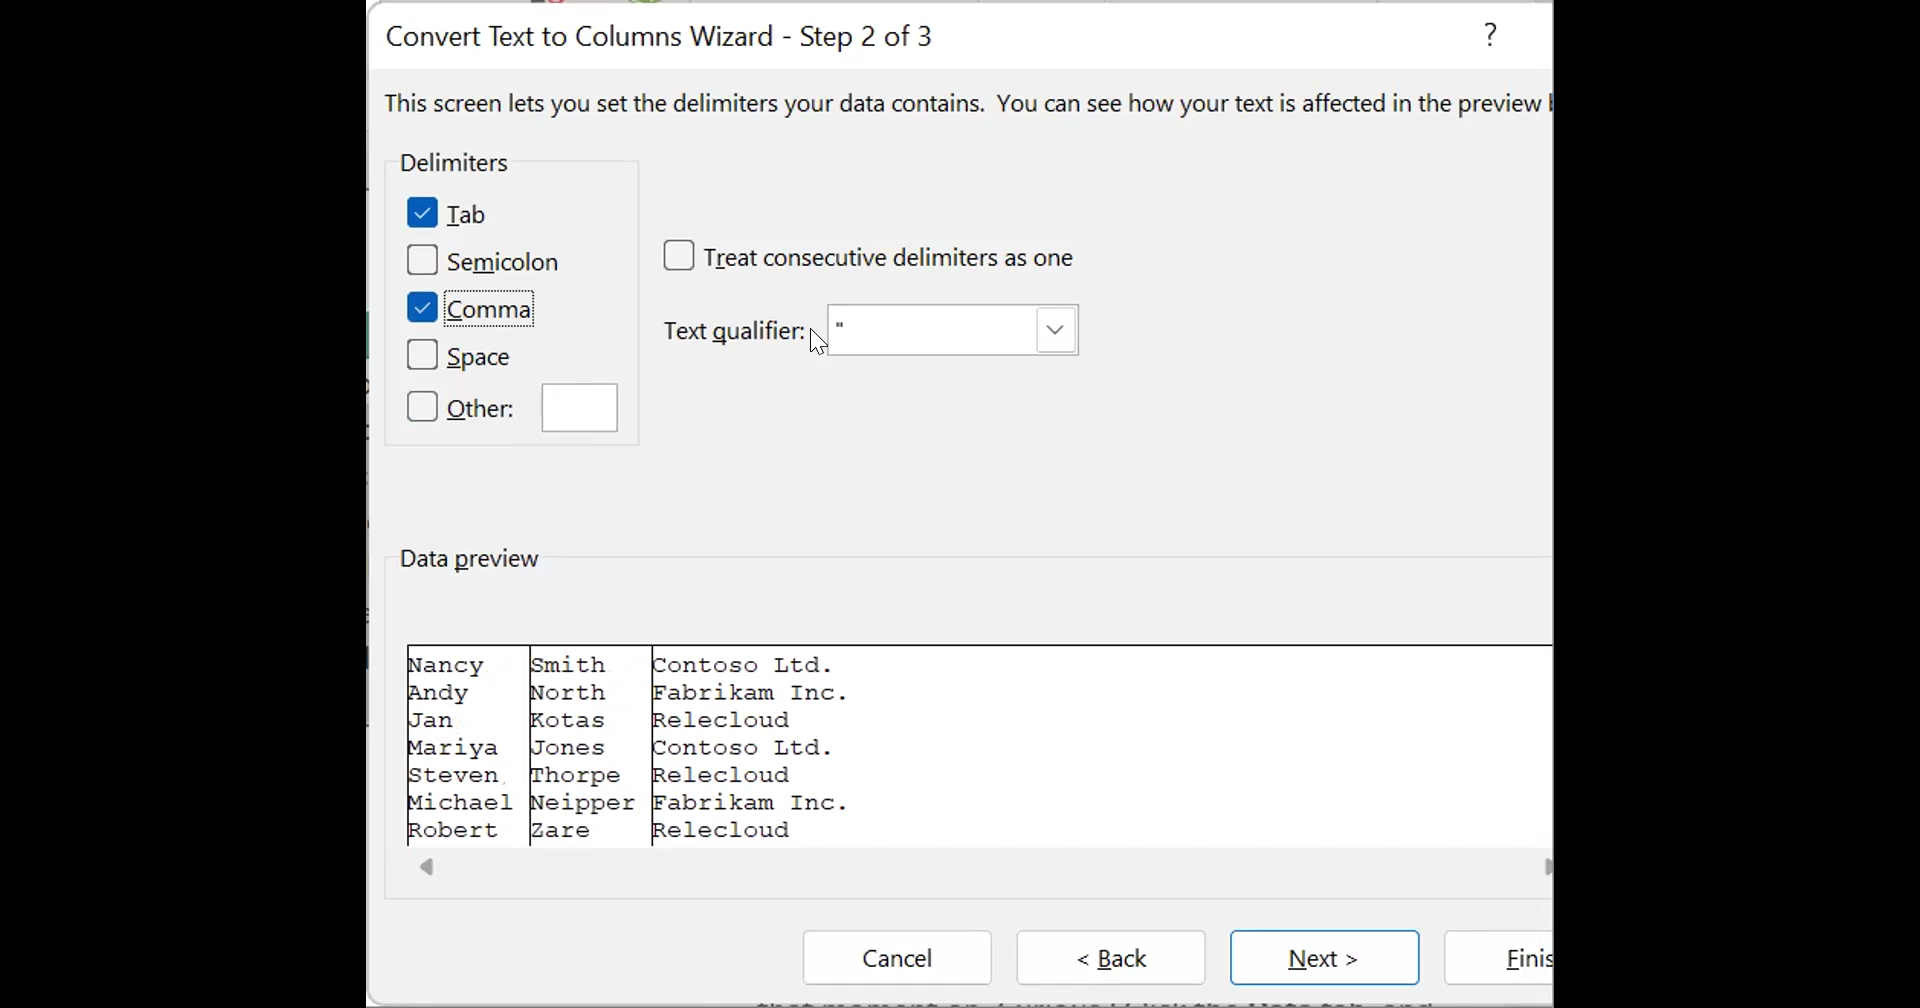 Convert Text to Columns Wizard - Step 2 of 3
?
This screen lets you set the delimiters your data contains. You can see how your text is affected in the preview
Delimiters
Tab
Semicolon
Comma
Space
Other:
Treat consecutive delimiters as one
Text qualifier: "
Data preview
Nancy Smith Contoso Ltd.
Andy North Fabrikam Inc.
Jan Kotas Relecloud
Mariya Jones Contoso Ltd.
Steven Thorpe Relecloud
Michael Neipper Fabrikam Inc.
Robert Zare Relecloud
Cancel < Back Next > Finis